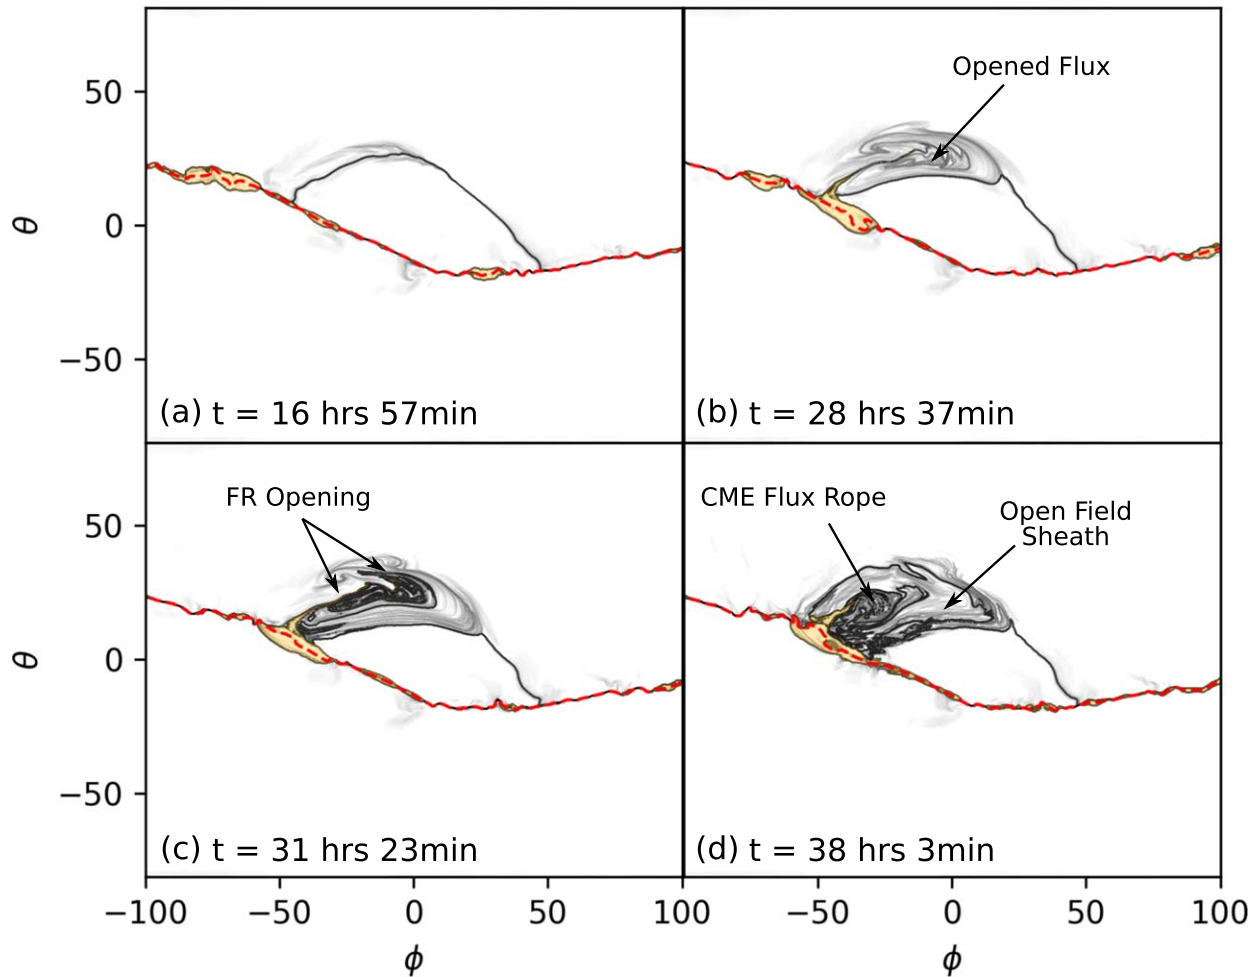 Opened Flux
50
θ
0
−50
(a) t = 16 hrs 57min
(b) t = 28 hrs 37min
FR Opening
CME Flux Rope
Open Field
Sheath
50
θ
0
−50
(c) t = 31 hrs 23min
(d) t = 38 hrs 3min
−100 −50 0 50 100 −50 0 50 100
ϕ ϕ